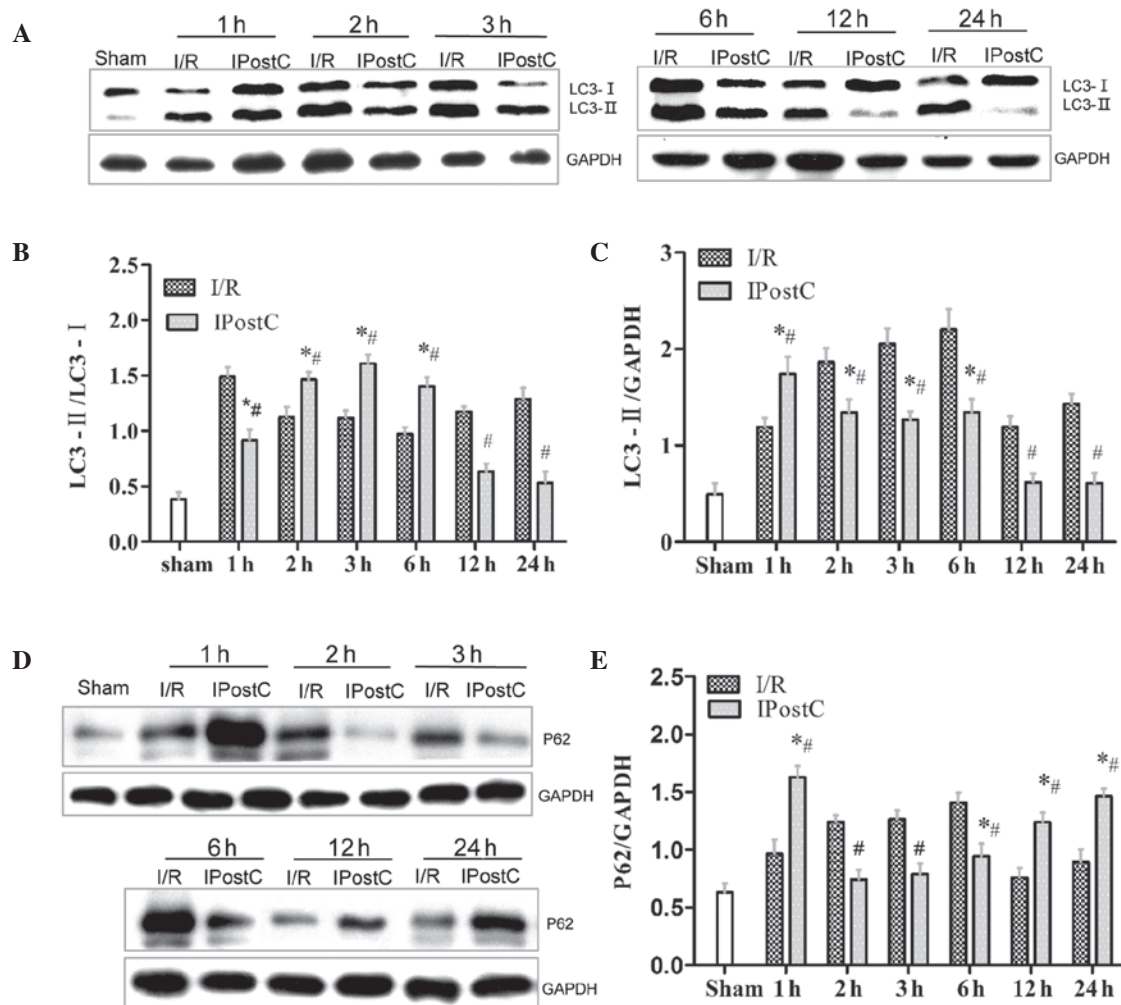 A
1 h 2 h 3 h
Sham I/R IPostC I/R IPostC I/R IPostC
LC3- I
LC3-II
GAPDH
6 h 12 h 24 h
I/R IPostC I/R IPostC I/R IPostC
LC3- I
LC3-II
GAPDH
B
LC3 - II /LC3 - I
2.5
2.0
1.5
1.0
0.5
0.0
I/R
IPostC
*# *# *# *# # #
sham 1 h 2 h 3 h 6 h 12 h 24 h
C
LC3 - II /GAPDH
3
2
1
0
I/R
IPostC
*# *# *# *# # #
Sham 1 h 2 h 3 h 6 h 12 h 24 h
D
1 h 2 h 3 h
Sham I/R IPostC I/R IPostC I/R IPostC
P62
GAPDH
6 h 12 h 24 h
I/R IPostC I/R IPostC I/R IPostC
P62
GAPDH
E
P62/GAPDH
2.5
2.0
1.5
1.0
0.5
0.0
I/R
IPostC
*# # # *# *# *#
Sham 1 h 2 h 3 h 6 h 12 h 24 h